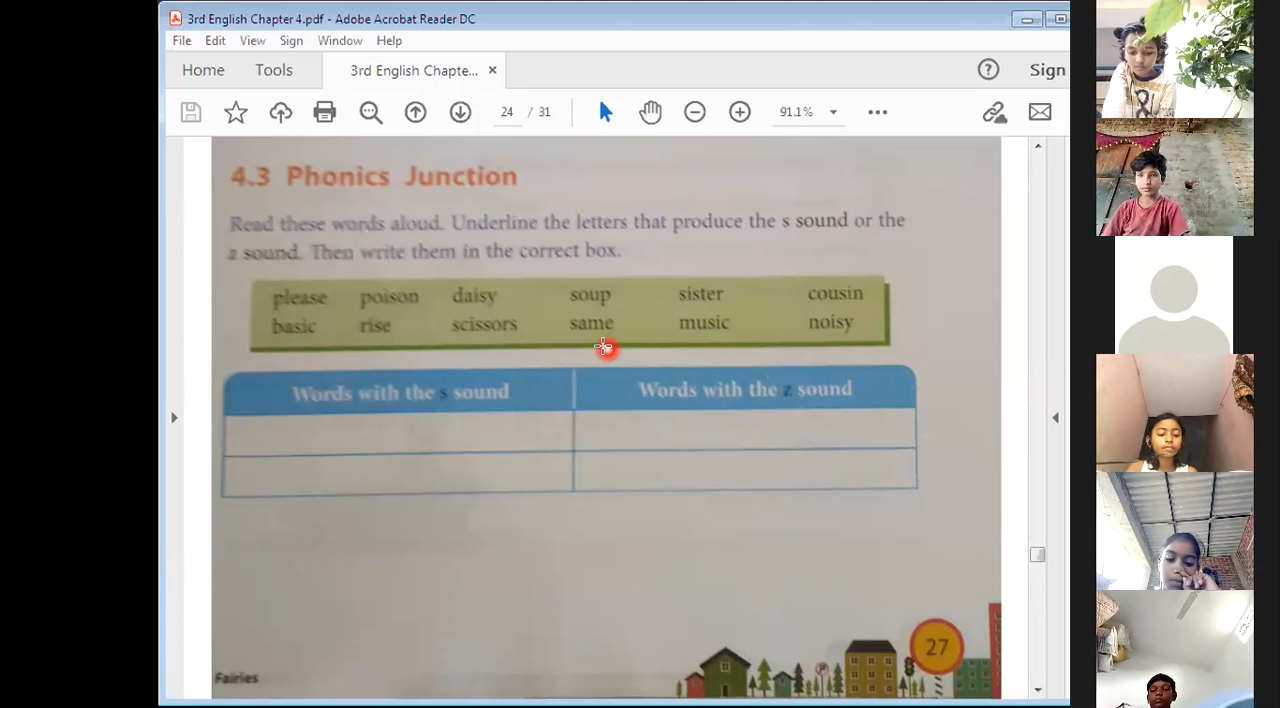 3rd English Chapter 4.pdf - Adobe Acrobat Reader DC
File Edit View Sign Window Help
Home Tools 3rd English Chapte... Sign
24 / 31 91.1%
4.3 Phonics Junction
Read these words aloud. Underline the letters that produce the s sound or the
z sound. Then write them in the correct box.
please poison daisy soup sister cousin
basic rise scissors same music noisy
Words with the s sound Words with the z sound
27
Fairies